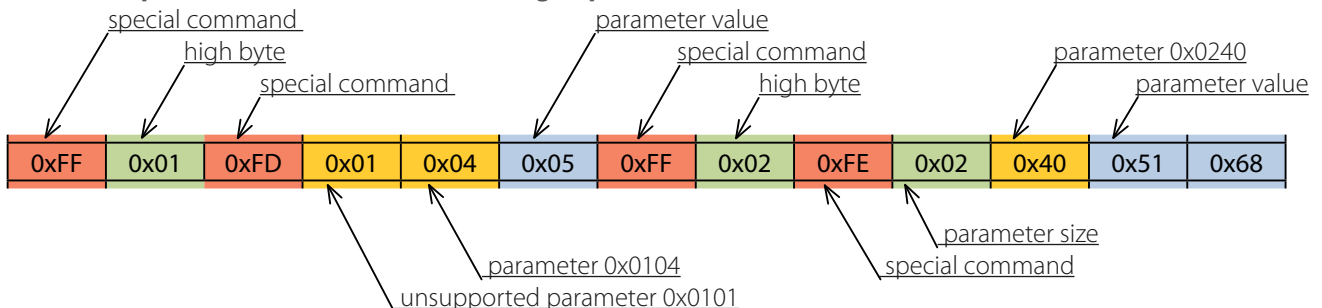 special command
parameter value
high byte
special command
parameter 0x0240
special command
high byte
parameter value
0xFF 0x01 0xFD 0x01 0x04 0x05 0xFF 0x02 0xFE 0x02 0x40 0x51 0x68
parameter size
parameter 0x0104
special command
unsupported parameter 0x0101